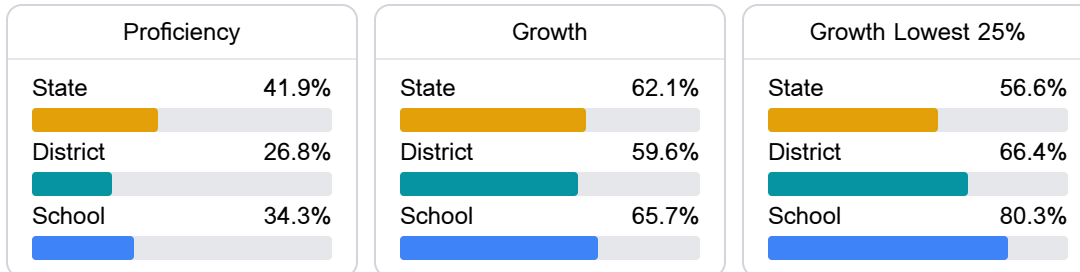 Proficiency
State 41.9%
District 26.8%
School 34.3%
Growth
State 62.1%
District 59.6%
School 65.7%
Growth Lowest 25%
State 56.6%
District 66.4%
School 80.3%